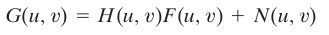 G(u, v) = H(u, v)F(u, v) + N(u, v)